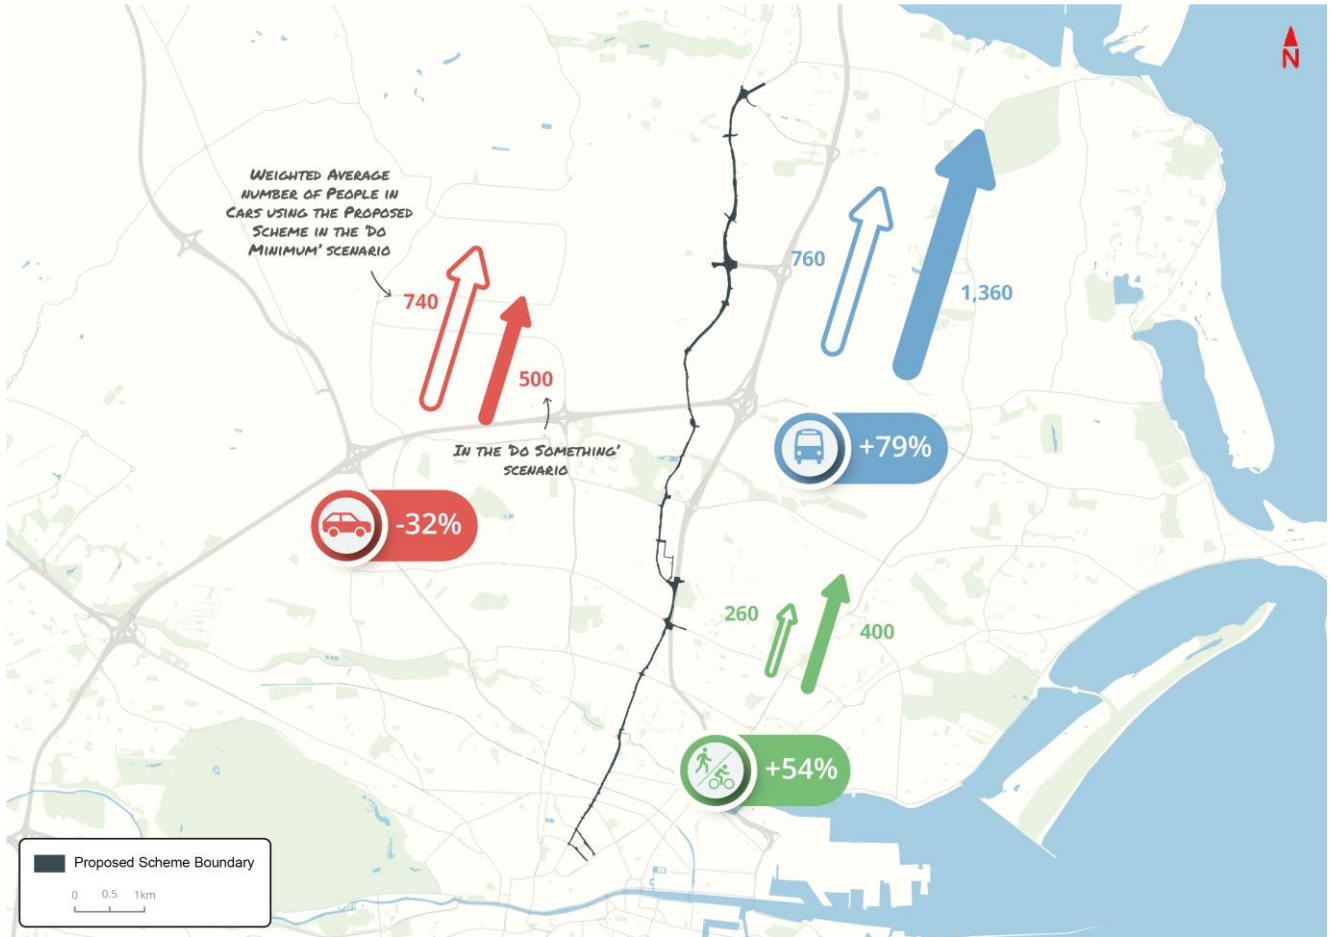 N
WEIGHTED AVERAGE
NUMBER OF PEOPLE IN
CARS USING THE PROPOSED
SCHEME IN THE 'DO
MINIMUM' SCENARIO
740
500
IN THE 'DO SOMETHING'
SCENARIO
-32%
760
1,360
+79%
260
400
+54%
Proposed Scheme Boundary
0 0.5 1km